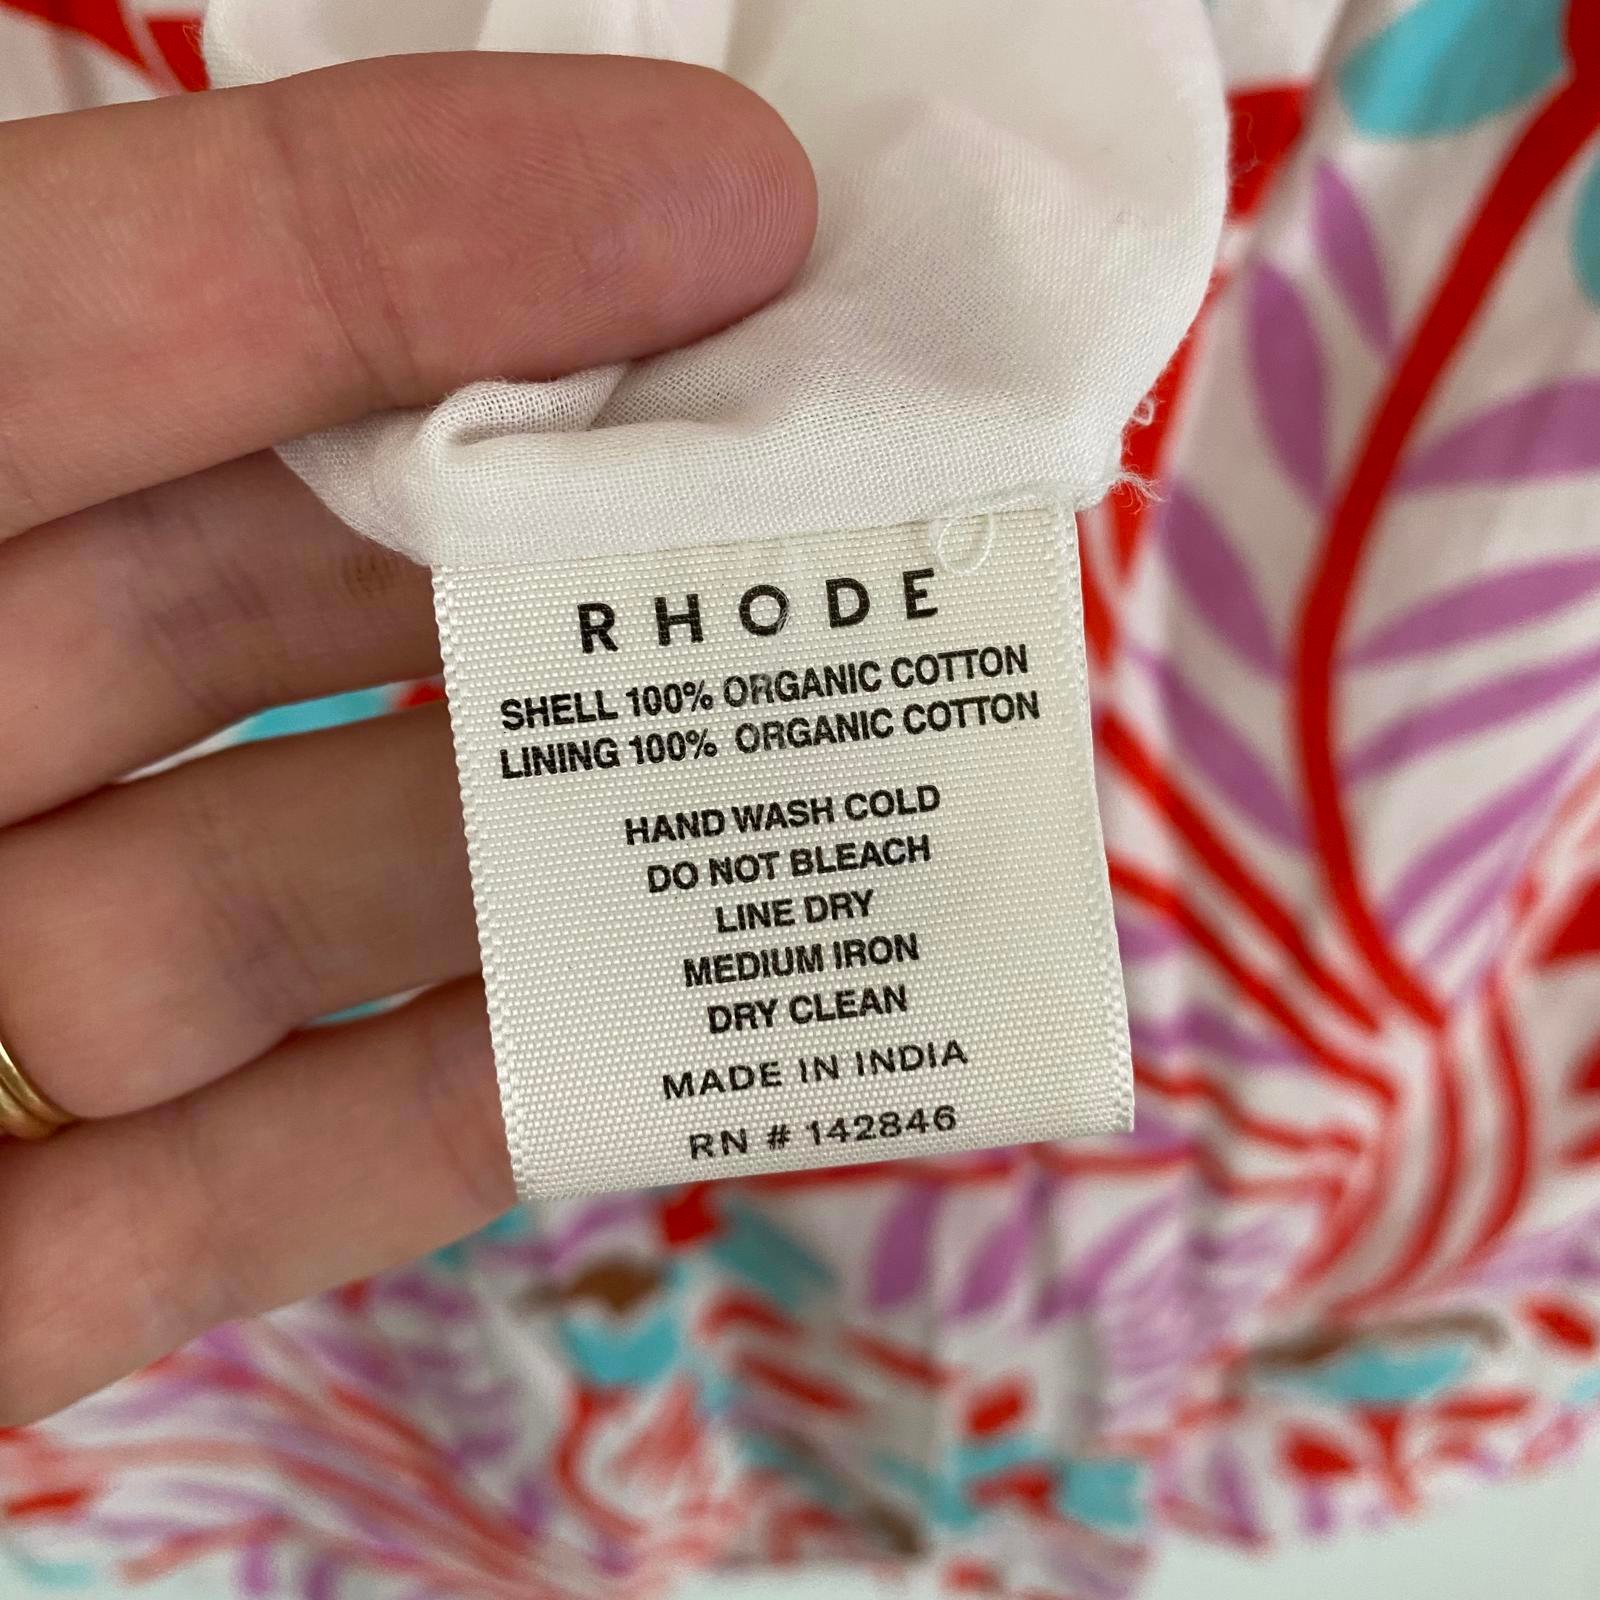 RHODE
SHELL 100% ORGANIC COTTON
LINING 100% ORGANIC COTTON
HAND WASH COLD
DO NOT BLEACH
LINE DRY
MEDIUM IRON
DRY CLEAN
MADE IN INDIA
RN # 142846